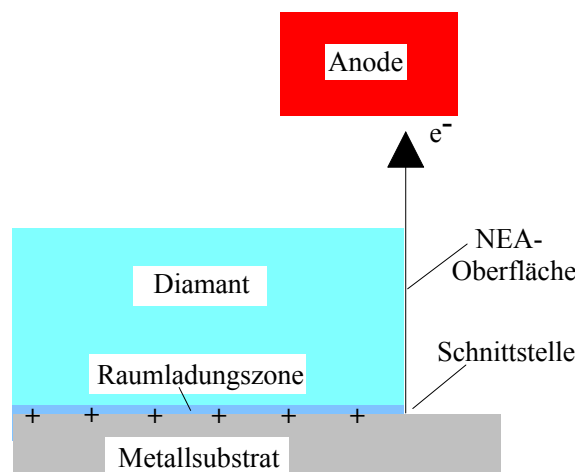 Anode
e-
NEA-
Oberfläche
Diamant
Schnittstelle
Raumladungszone
+ + + + + +
Metallsubstrat